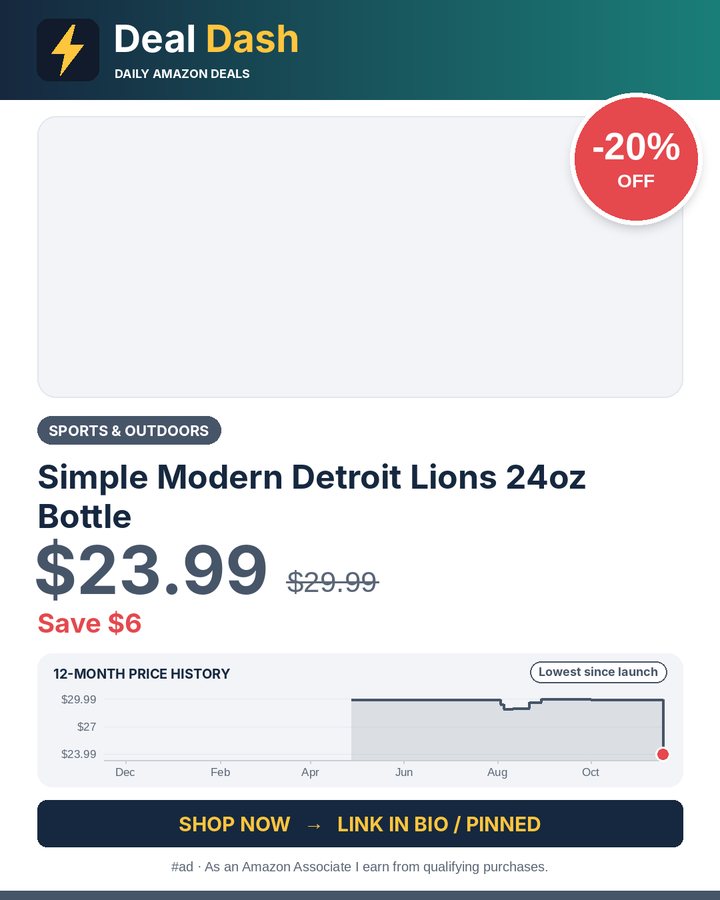 Deal Dash
DAILY AMAZON DEALS
-20%
OFF
SPORTS & OUTDOORS
Simple Modern Detroit Lions 24oz
Bottle
$23.99 $29.99
Save $6
12-MONTH PRICE HISTORY
Lowest since launch
$29.99
$27
$23.99
Dec Feb Apr Jun Aug Oct
SHOP NOW → LINK IN BIO / PINNED
#ad · As an Amazon Associate I earn from qualifying purchases.